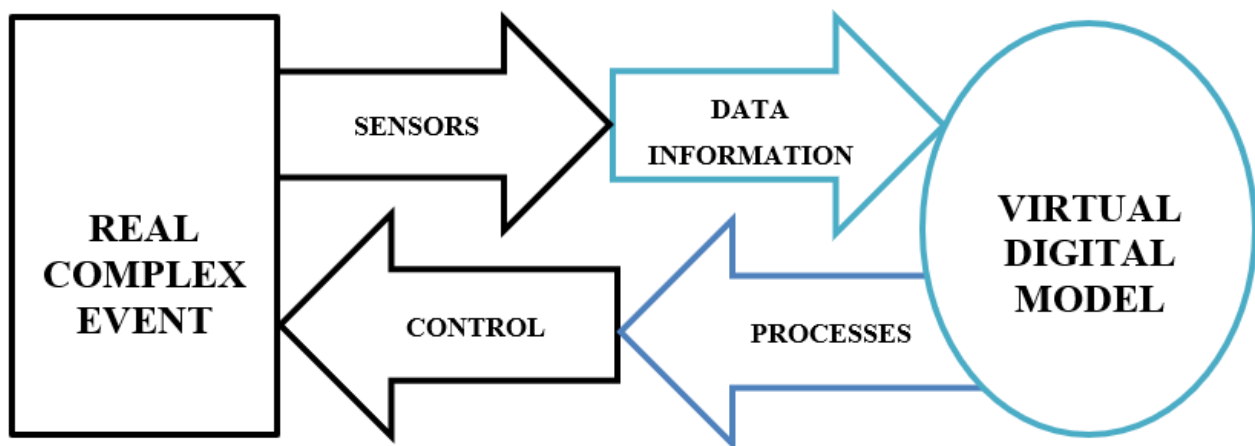 REAL
COMPLEX
EVENT
SENSORS
DATA
INFORMATION
VIRTUAL
DIGITAL
MODEL
CONTROL
PROCESSES